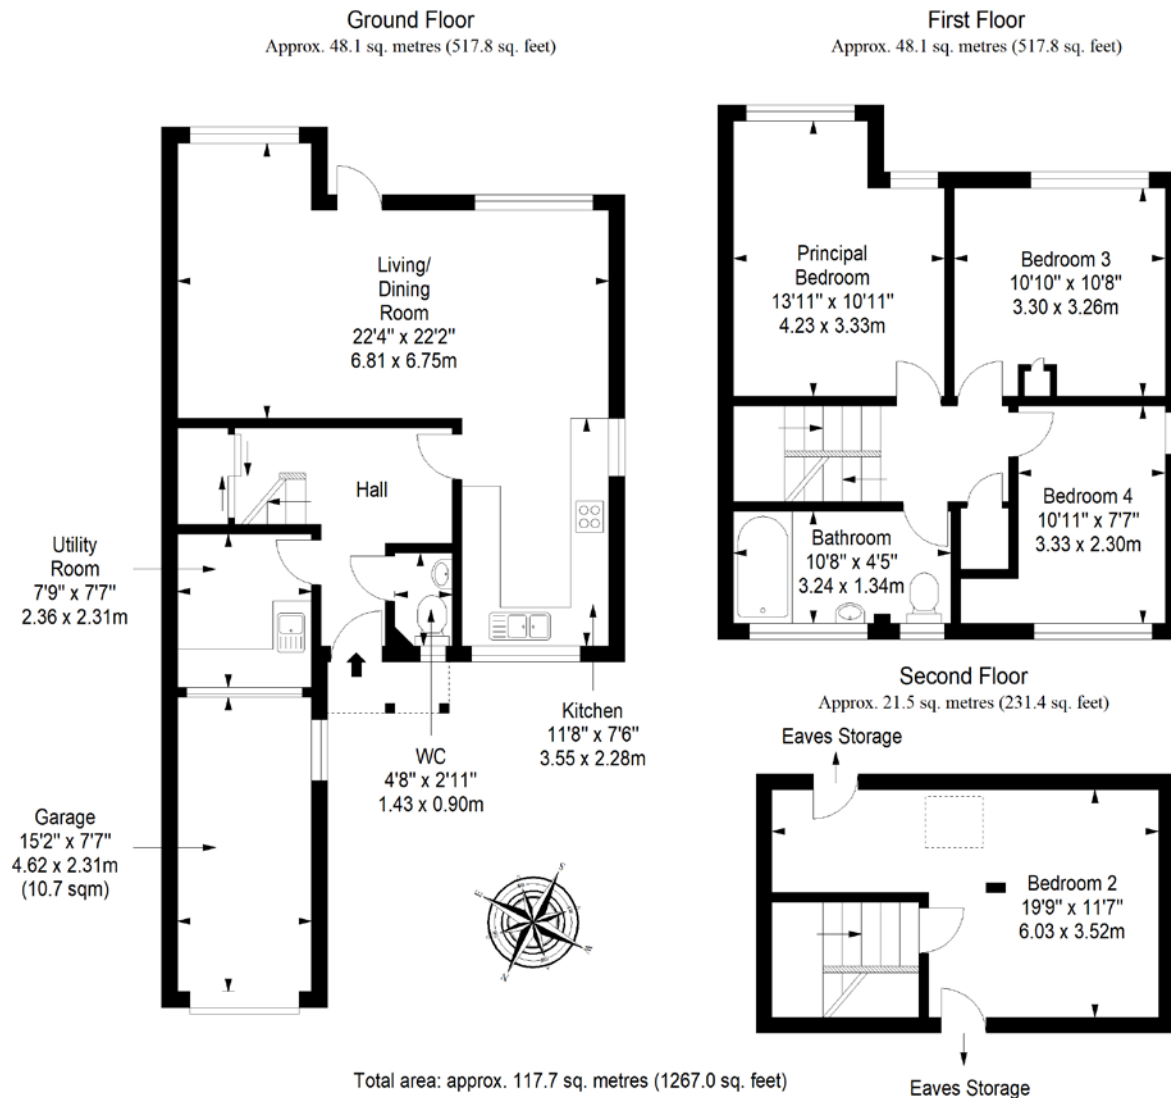 Ground Floor
Approx. 48.1 sq. metres (517.8 sq. feet)
Living/
Dining
Room
22'4" x 22'2"
6.81 x 6.75m
Hall
Utility
Room
7'9" x 7'7"
2.36 x 2.31m
Kitchen
11'8" x 7'6"
3.55 x 2.28m
WC
4'8" x 2'11"
1.43 x 0.90m
Garage
15'2" x 7'7"
4.62 x 2.31m
(10.7 sqm)
S
E
W
N
First Floor
Approx. 48.1 sq. metres (517.8 sq. feet)
Principal
Bedroom
13'11" x 10'11"
4.23 x 3.33m
Bedroom 3
10'10" x 10'8"
3.30 x 3.26m
Bedroom 4
10'11" x 7'7"
3.33 x 2.30m
Bathroom
10'8" x 4'5"
3.24 x 1.34m
Second Floor
Approx. 21.5 sq. metres (231.4 sq. feet)
Eaves Storage
Bedroom 2
19'9" x 11'7"
6.03 x 3.52m
Eaves Storage
Total area: approx. 117.7 sq. metres (1267.0 sq. feet)